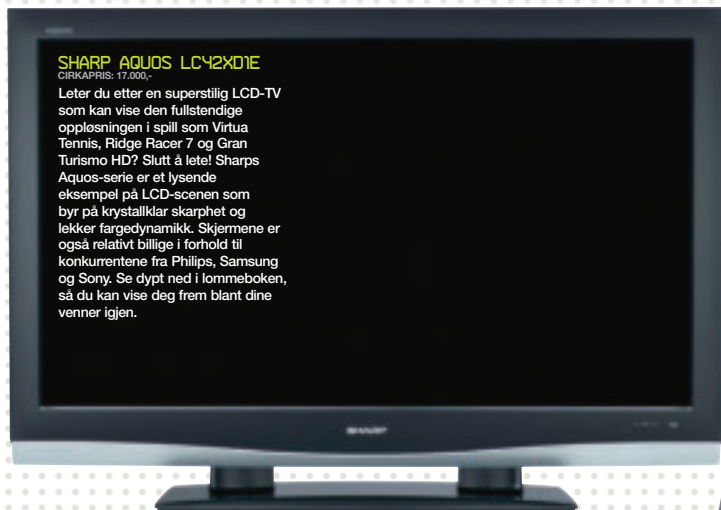 SHARP AQUOS LC42XD1E
CIRKAPRIS: 17.000,-
Leter du etter en superstilig LCD-TV
som kan vise den fullstendige
oppløsningen i spill som Virtua
Tennis, Ridge Racer 7 og Gran
Turismo HD? Slutt å lete! Sharps
Aquos-serie er et lysende
eksempel på LCD-scenen som
byr på krystallklar skarphet og
lekker fargedynamikk. Skjermene er
også relativt billige i forhold til
konkurrentene fra Philips, Samsung
og Sony. Se dypt ned i lommeboken,
så du kan vise deg frem blant dine
venner igjen.
SHARP